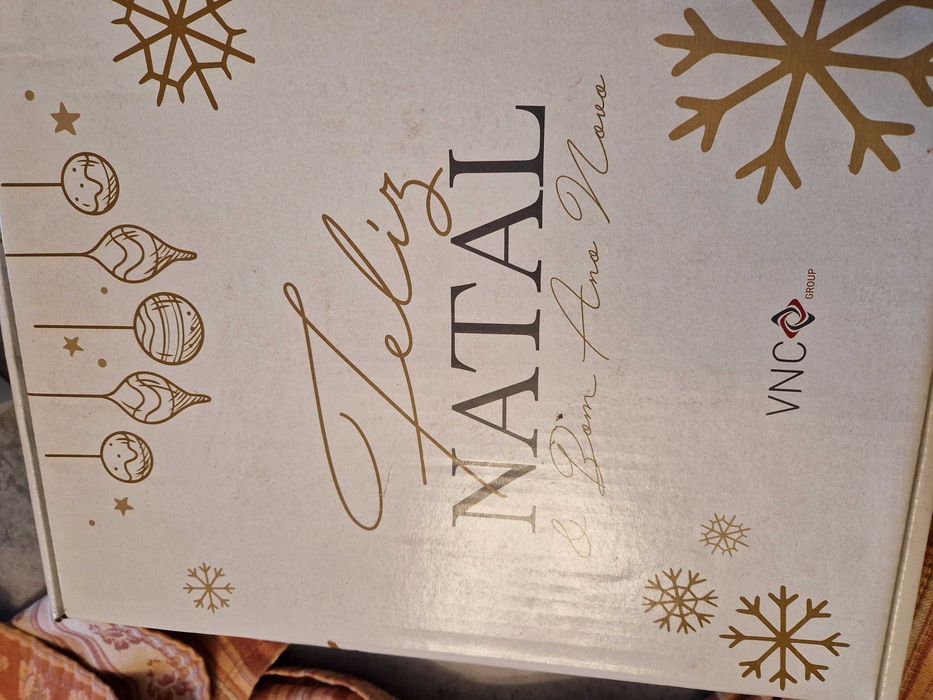 Feliz
NATAL
& Bom Ano Novo
VNC
GROUP